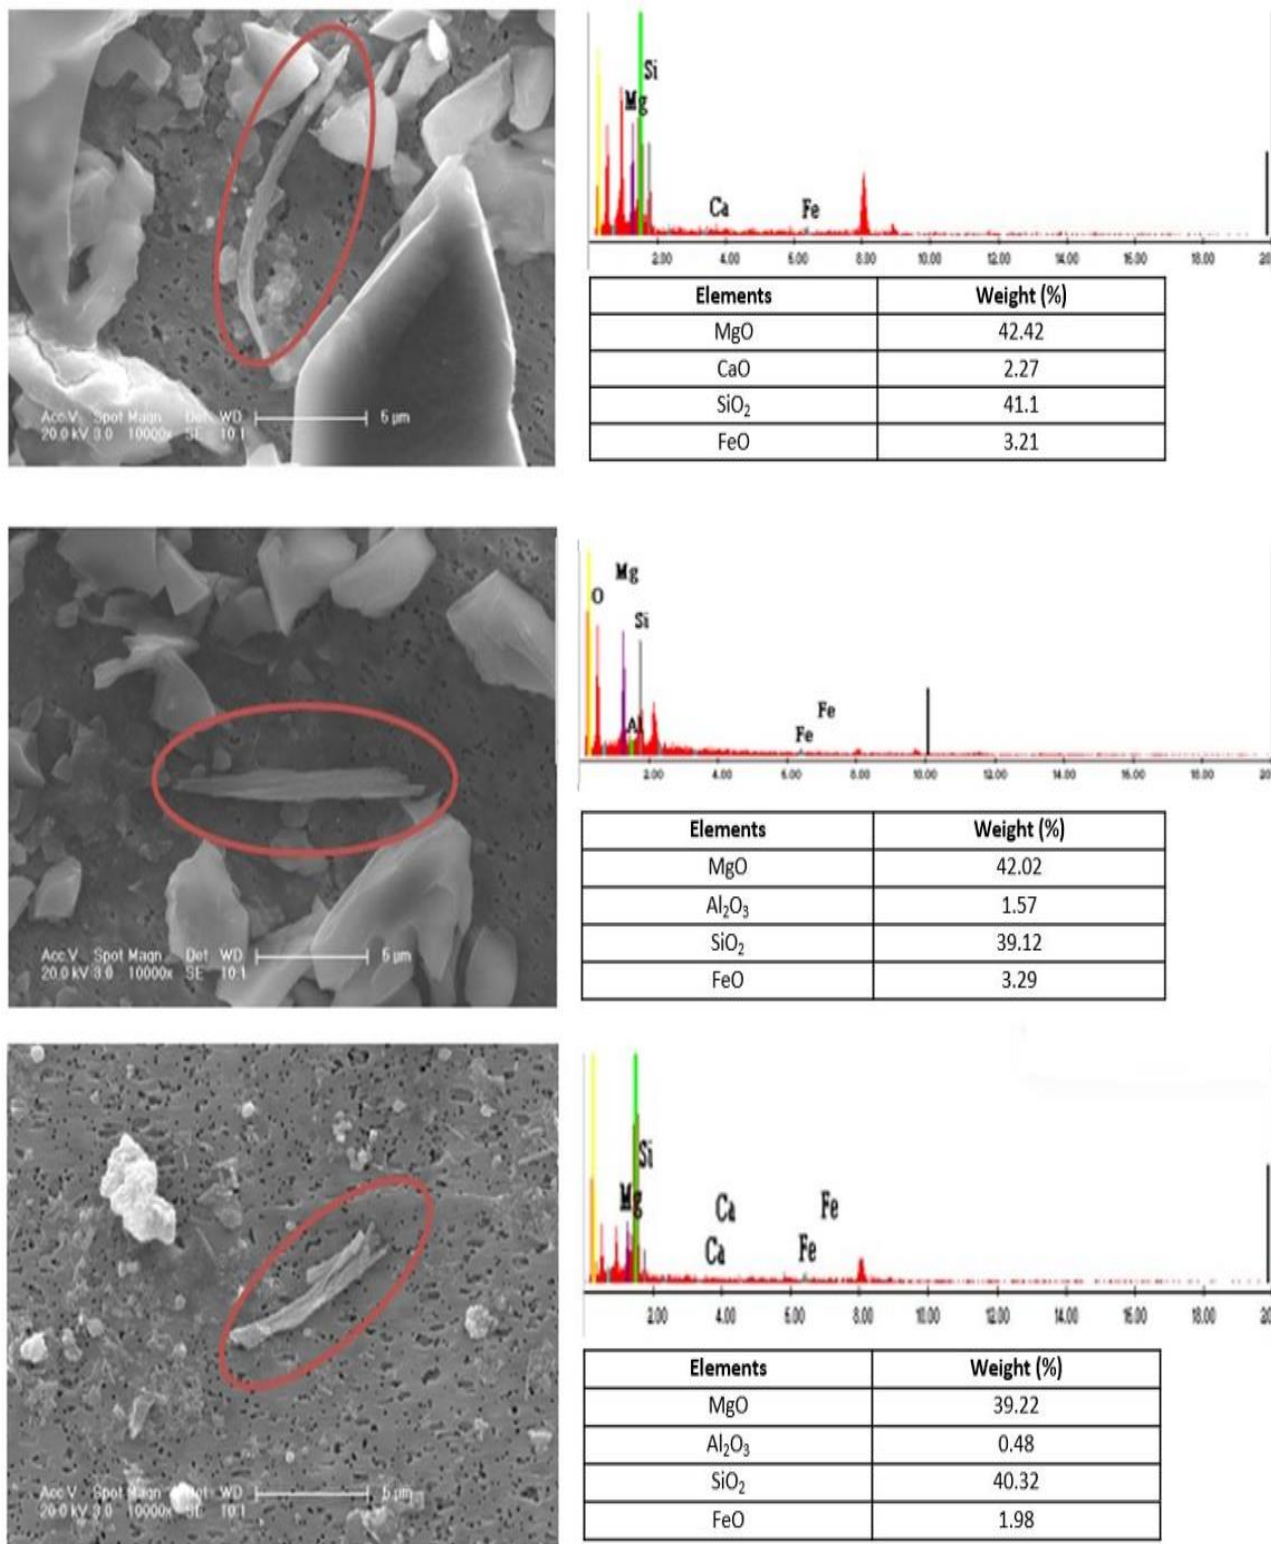 Si
Mg
Ca
Fe
2.00 4.00 6.00 8.00 10.00 12.00 14.00 16.00 18.00 20
Elements Weight (%)
MgO 42.42
CaO 2.27
SiO₂ 41.1
FeO 3.21
Acc.V Spot Magn Det WD 5 µm
20.0 kV 3.0 10000x SE 10.1
Mg
O
Si
Al
Fe
Fe
2.00 4.00 6.00 8.00 10.00 12.00 14.00 16.00 18.00 20
Elements Weight (%)
MgO 42.02
Al₂O₃ 1.57
SiO₂ 39.12
FeO 3.29
Acc.V Spot Magn Det WD 5 µm
20.0 kV 3.0 10000x SE 10.1
Si
Mg
Ca
Fe
Ca
Fe
2.00 4.00 6.00 8.00 10.00 12.00 14.00 16.00 18.00 20
Elements Weight (%)
MgO 39.22
Al₂O₃ 0.48
SiO₂ 40.32
FeO 1.98
Acc.V Spot Magn Det WD 5 µm
20.0 kV 3.0 10000x SE 10.1